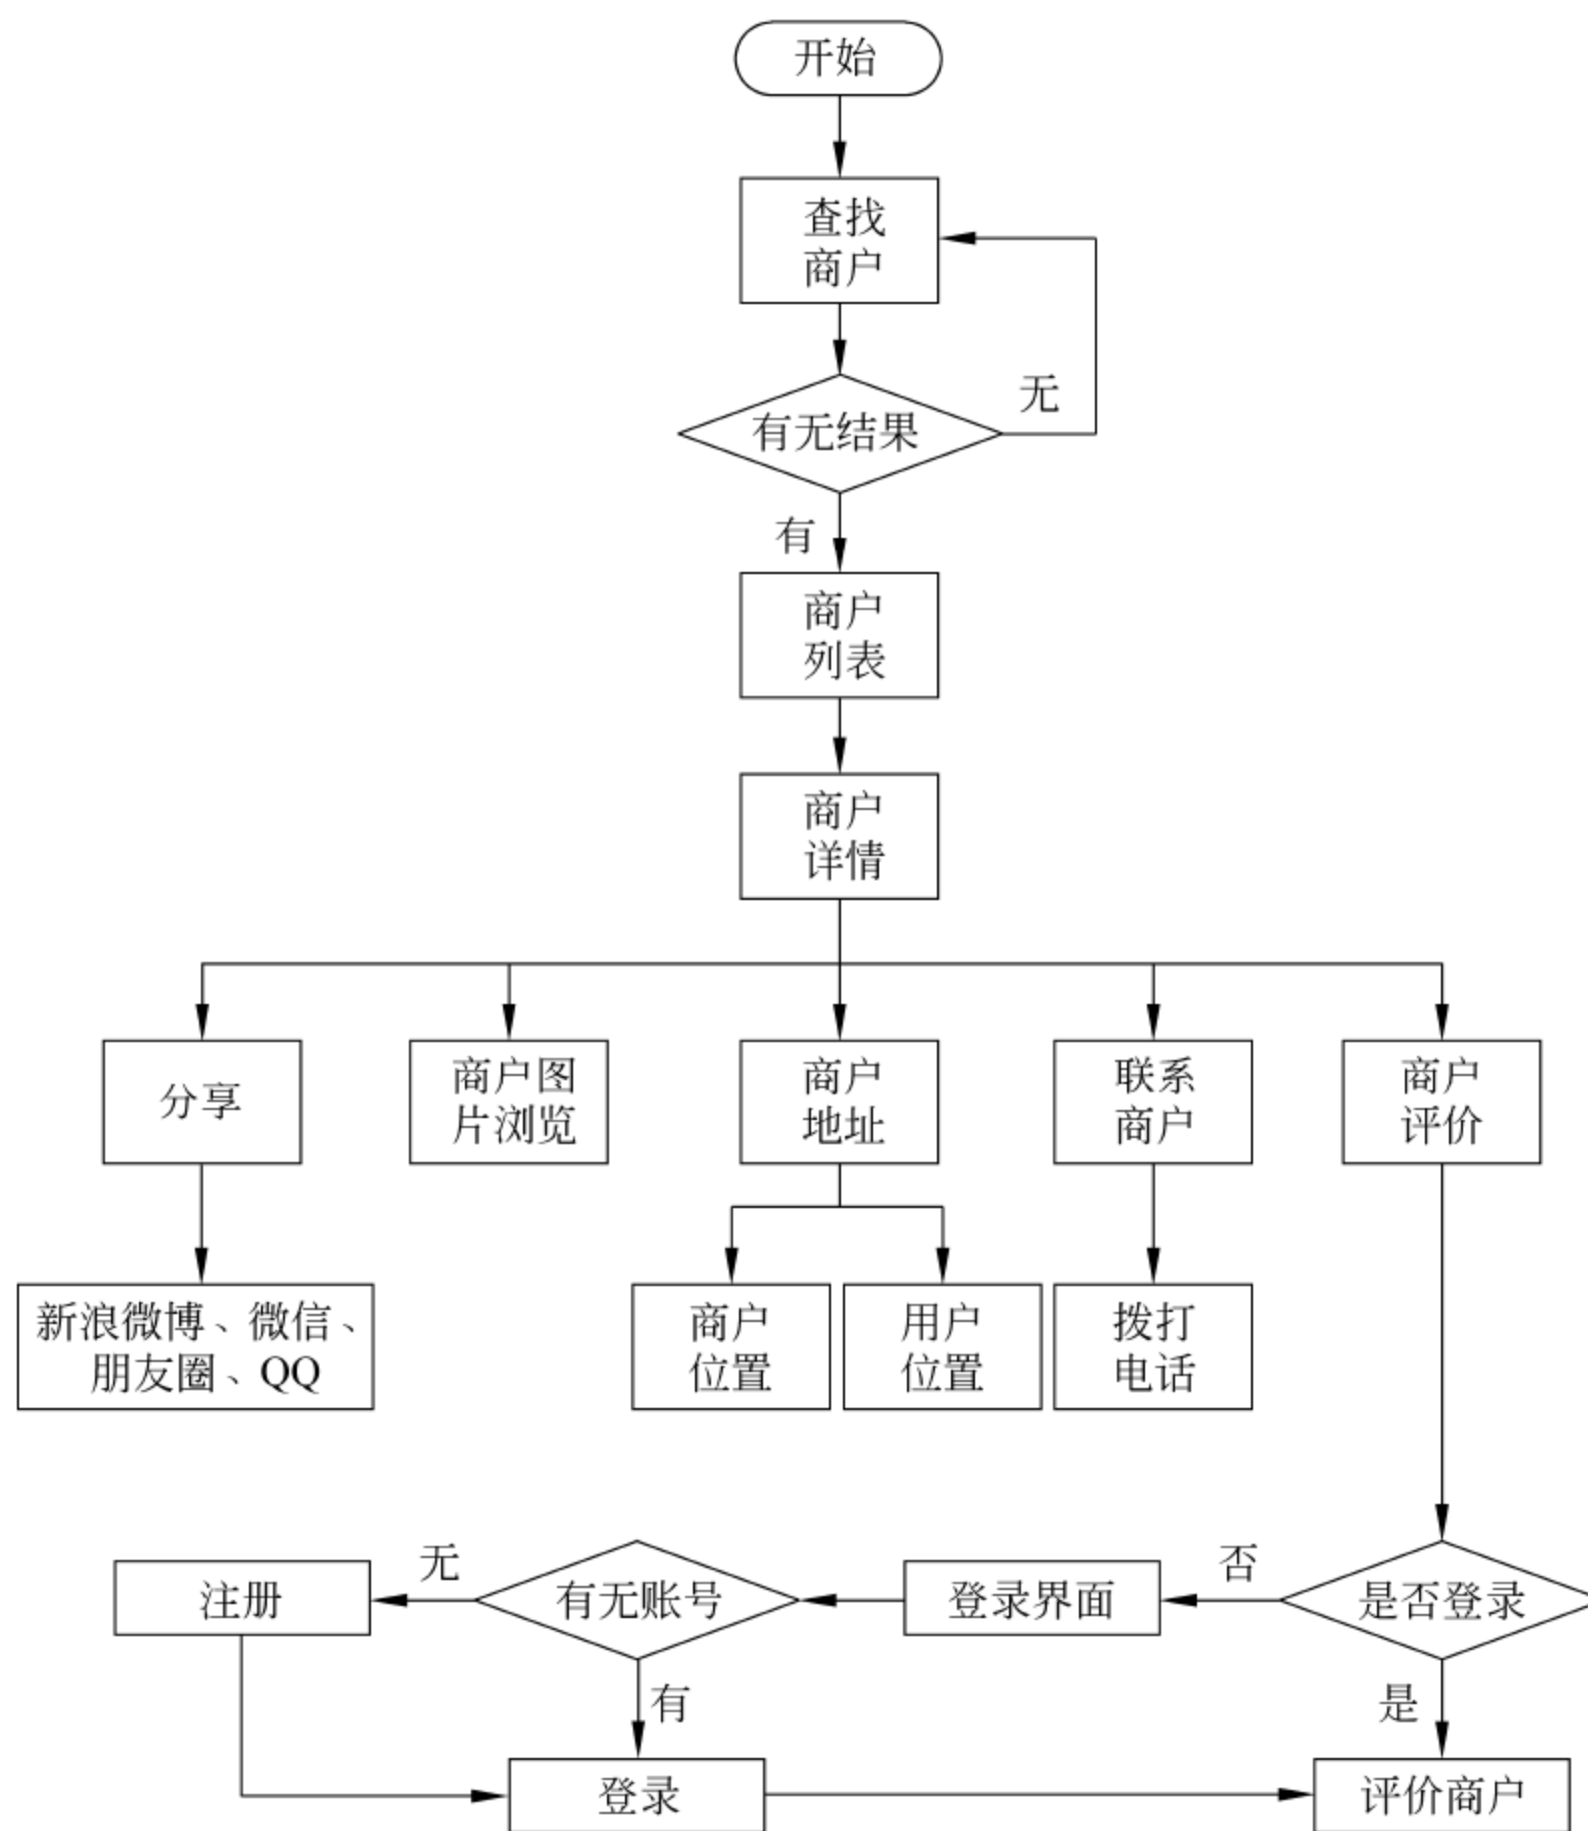 开始
查找
商户
无
有无结果
有
商户
列表
商户
详情
分享
商户图
片浏览
商户
地址
联系
商户
商户
评价
新浪微博、微信、
朋友圈、QQ
商户
位置
用户
位置
拨打
电话
注册
无
有无账号
登录界面
否
是否登录
有
是
登录
评价商户